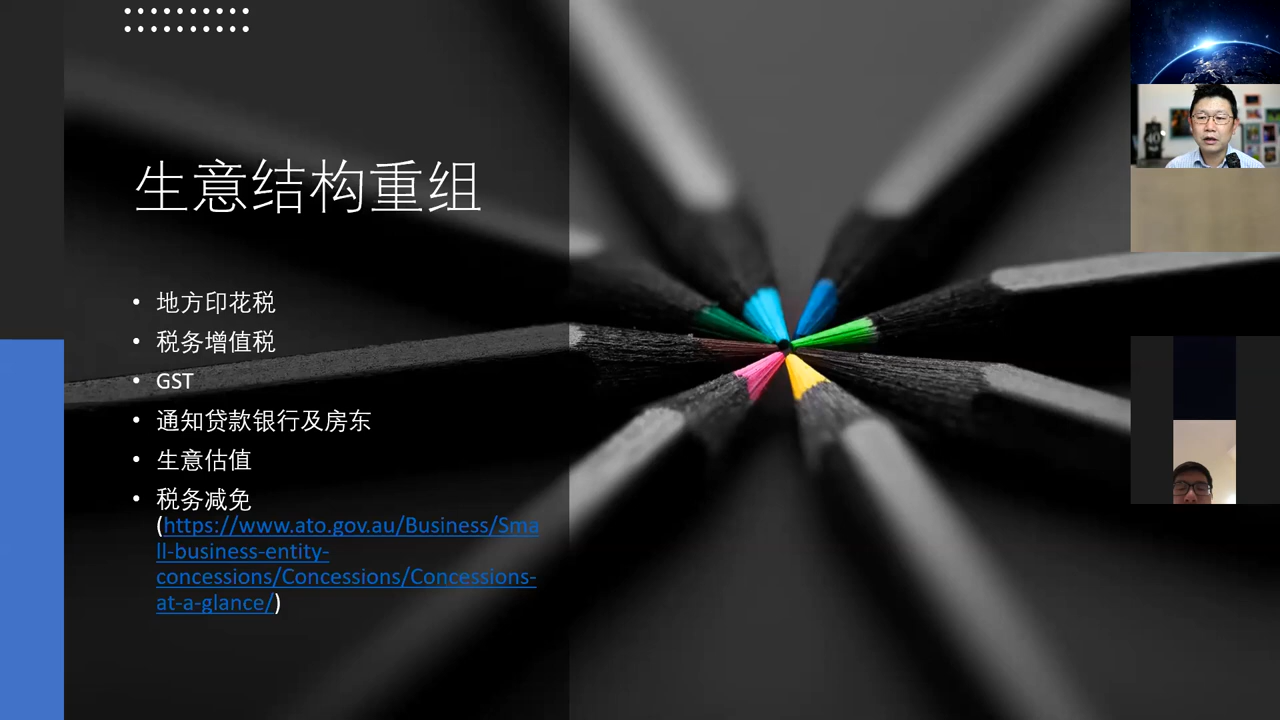 生意结构重组
• 地方印花税
• 税务增值税
• GST
• 通知贷款银行及房东
• 生意估值
• 税务减免
(https://www.ato.gov.au/Business/Sma
ll-business-entity-
concessions/Concessions/Concessions-
at-a-glance/)